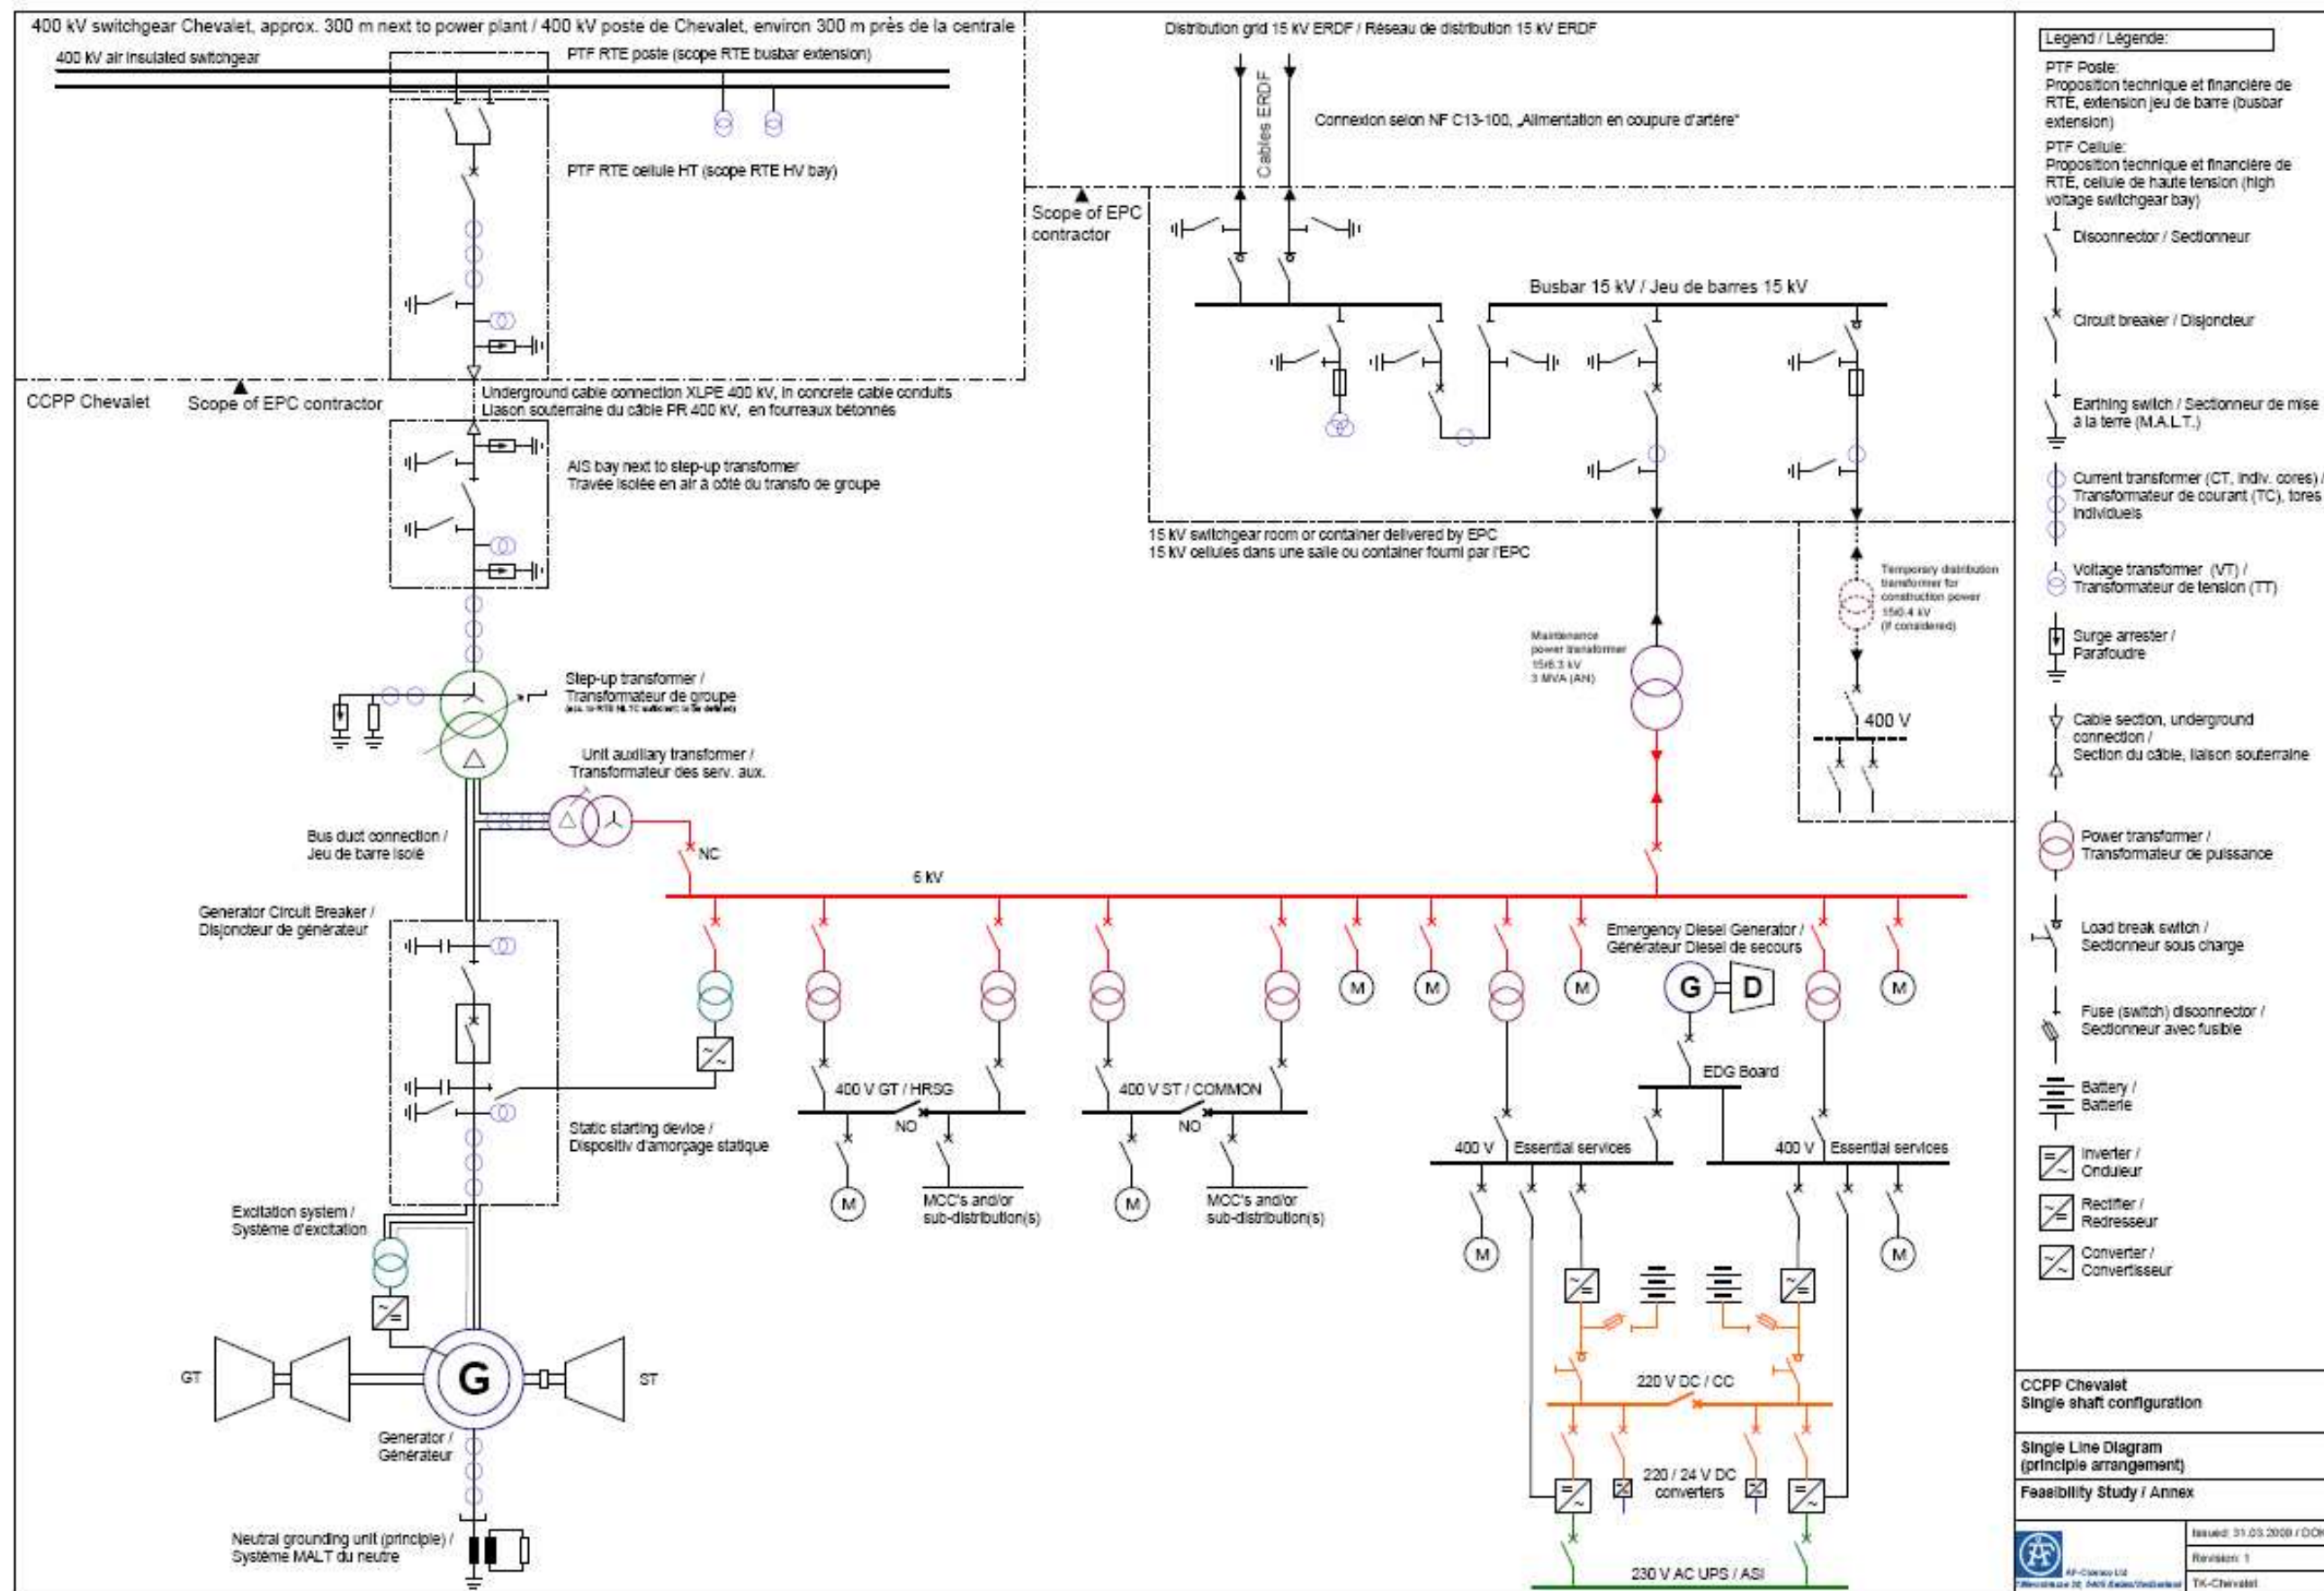 400 kV switchgear Chevalet, approx. 300 m next to power plant / 400 kV poste de Chevalet, environ 300 m près de la centrale
400 kV air insulated switchgear
PTF RTE poste (scope RTE busbar extension)
PTF RTE cellule HT (scope RTE HV bay)
Distribution grid 15 kV ERDF / Réseau de distribution 15 kV ERDF
Cables ERDF
Connexion selon NF C13-100, „Alimentation en coupure d'artère"
Scope of EPC
contractor
Busbar 15 kV / Jeu de barres 15 kV
CCPP Chevalet
Scope of EPC contractor
Underground cable connection XLPE 400 kV, in concrete cable conduits
Liason souterraine du câble PR 400 kV, en fourreaux bétonnés
AIS bay next to step-up transformer
Travée isolée en air à côté du transfo de groupe
15 kV switchgear room or container delivered by EPC
15 kV cellules dans une salle ou container fourni par l'EPC
Temporary distribution
transformer for
construction power
15/0.4 kV
(if considered)
Maintenance
power transformer
15/6.3 kV
3 MVA (AN)
400 V
Step-up transformer /
Transformateur de groupe
Unit auxiliary transformer /
Transformateur des serv. aux.
Bus duct connection /
Jeu de barre isolé
NC
6 kV
Generator Circuit Breaker /
Disjoncteur de générateur
Emergency Diesel Generator /
Générateur Diesel de secours
M
M
M
M
G
D
EDG Board
400 V GT / HRSG
NO
400 V ST / COMMON
NO
Static starting device /
Dispositiv d'amorçage statique
400 V
Essential services
400 V
Essential services
M
MCC's and/or
sub-distribution(s)
M
MCC's and/or
sub-distribution(s)
M
M
Excitation system /
Système d'excitation
GT
G
ST
Generator /
Générateur
220 V DC / CC
220 / 24 V DC
converters
Neutral grounding unit (principle) /
Système MALT du neutre
230 V AC UPS / ASI
Legend / Légende:
PTF Poste:
Proposition technique et financière de
RTE, extension jeu de barre (busbar
extension)
PTF Cellule:
Proposition technique et financière de
RTE, cellule de haute tension (high
voltage switchgear bay)
Disconnector / Sectionneur
Circuit breaker / Disjoncteur
Earthing switch / Sectionneur de mise
à la terre (M.A.L.T.)
Current transformer (CT, indiv. cores) /
Transformateur de courant (TC), tores
individuels
Voltage transformer (VT) /
Transformateur de tension (TT)
Surge arrester /
Parafoudre
Cable section, underground
connection /
Section du câble, liaison souterraine
Power transformer /
Transformateur de puissance
Load break switch /
Sectionneur sous charge
Fuse (switch) disconnector /
Sectionneur avec fusible
Battery /
Batterie
Inverter /
Onduleur
Rectifier /
Redresseur
Converter /
Convertisseur
CCPP Chevalet
Single shaft configuration
Single Line Diagram
(principle arrangement)
Feasibility Study / Annex
Revision: 1
TK-Chevalet